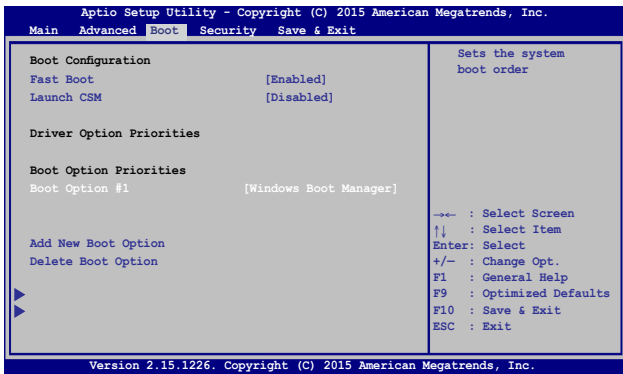 Aptio Setup Utility - Copyright (C) 2015 American Megatrends, Inc.
Main Advanced Boot Security Save & Exit
Boot Configuration
Fast Boot [Enabled]
Launch CSM [Disabled]
Driver Option Priorities
Boot Option Priorities
Boot Option #1 [Windows Boot Manager]
Add New Boot Option
Delete Boot Option
Sets the system
boot order
→← : Select Screen
↑↓ : Select Item
Enter: Select
+/— : Change Opt.
F1 : General Help
F9 : Optimized Defaults
F10 : Save & Exit
ESC : Exit
Version 2.15.1226. Copyright (C) 2015 American Megatrends, Inc.